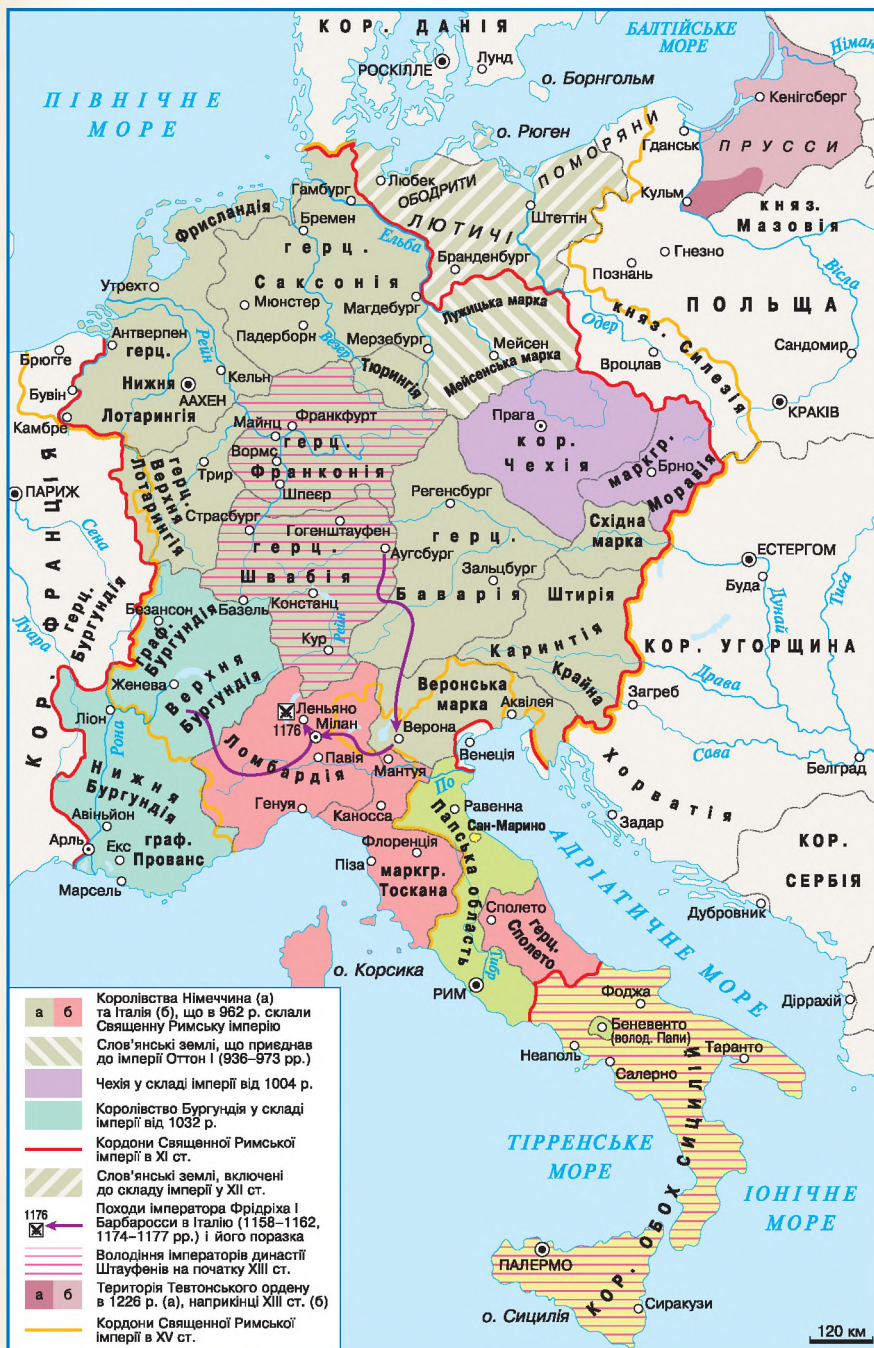 КОР. ДАНІЯ
РОСКІЛЛЕ
Лунд
БАЛТІЙСЬКЕ
МОРЕ
Німан
о. Борнгольм
ПІВНІЧНЕ
МОРЕ
Кенігсберг
о. Рюген
ПРУССИ
Гданськ
ПОМОРЯНИ
Любек
ОБОДРИТИ
Гамбург
Кульм
княз.
Мазовія
Фрисландія
Бремен
Ельба
ЛЮТИЧІ
Штеттін
герц.
Саксонія
Бранденбург
Гнезно
Познань
Вісла
Утрехт
Мюнстер
Магдебург
ПОЛЬЩА
Падерборн
Везер
Мерзебург
Лужицька марка
Одер
княз. Силезія
Сандомир
Антверпен
Рейн
герц.
Нижня
Лотарингія
Брюгге
Бувін
Камбре
ААХЕН
Кельн
Тюрингія
Мейсен
Мейсенська марка
Вроцлав
КРАКІВ
Франкфурт
Майнц
герц.
Франконія
Вормс
Шпеєр
Прага
кор.
Чехія
маркгр.
Моравія
Брно
герц.
Верхня
Лотарингія
Трир
ПАРИЖ
Сена
Страсбург
Регенсбург
Гогенштауфен
герц.
Швабія
Аугсбург
герц.
Баварія
Східна
марка
ЕСТЕРГОМ
Буда
Дунай
Тиса
Зальцбург
Штирія
Безансон
Базель
Констанц
Рейн
Кур
КОР. ФРАНЦІЯ
герц.
Бургундія
Луара
граф.
Бургундія
Каринтія
КОР. УГОРЩИНА
Женева
Верхня
Бургундія
Веронська
марка
Крайна
Аквілея
Загреб
Драва
Леньяно
1176
Мілан
Верона
Ліон
Рона
Ломбардія
Павія
Мантуя
Венеція
Сава
Белград
По
Хорватія
Нижня
Бургундія
Генуя
Каносса
Равенна
Авіньйон
граф.
Прованс
Арль
Екс
Марсель
Сан-Марино
Задар
КОР.
СЕРБІЯ
Флоренція
Піза
маркгр.
Тоскана
Папська область
АДРІАТИЧНЕ МОРЕ
Сполето
герц.
Сполето
Дубровник
о. Корсика
Тибр
РИМ
Фоджа
Діррахій
Беневенто
(волод. Папи)
Неаполь
Таранто
Салерно
КОР. ОБОХ СИЦИЛІЙ
ТІРРЕНСЬКЕ
МОРЕ
ІОНІЧНЕ
МОРЕ
ПАЛЕРМО
о. Сицилія
Сиракузи
120 км
а б
Королівства Німеччина (а)
та Італія (б), що в 962 р. склали
Священну Римську імперію
Слов’янські землі, що приєднав
до імперії Оттон I (936–973 рр.)
Чехія у складі імперії від 1004 р.
Королівство Бургундія у складі
імперії від 1032 р.
Кордони Священної Римської
імперії в XI ст.
Слов’янські землі, включені
до складу імперії у XII ст.
1176
Походи імператора Фрідріха I
Барбаросси в Італію (1158–1162,
1174–1177 рр.) і його поразка
Володіння імператорів династії
Штауфенів на початку XIII ст.
а б
Територія Тевтонського ордену
в 1226 р. (а), наприкінці XIII ст. (б)
Кордони Священної Римської
імперії в XV ст.